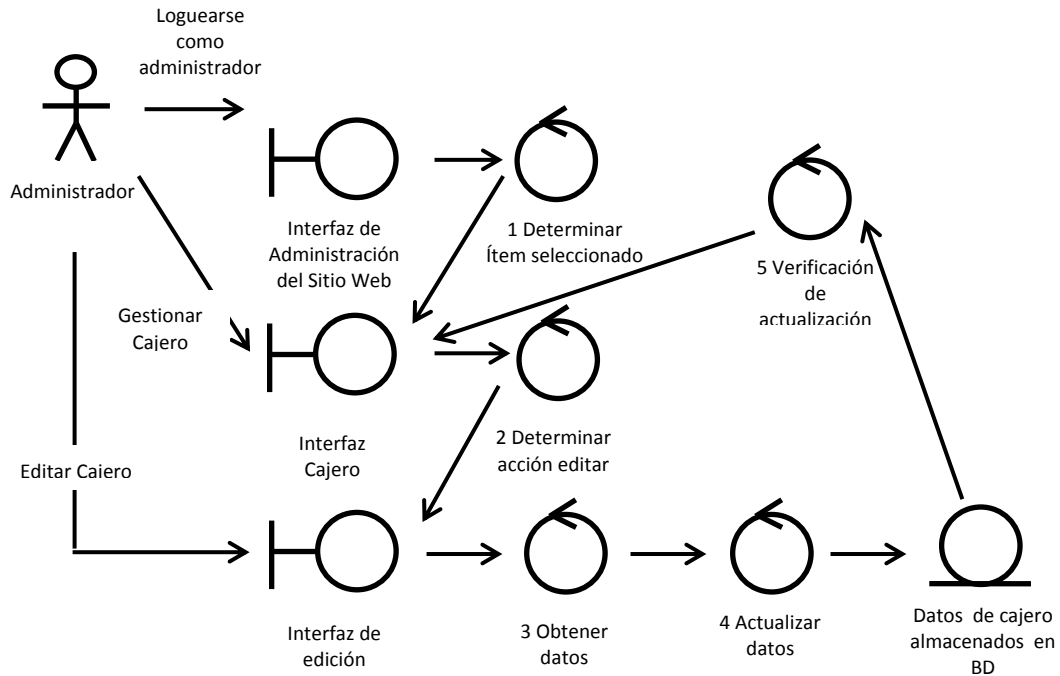 Loguearse
como
administrador
Administrador
Interfaz de
Administración
del Sitio Web
1 Determinar
Ítem seleccionado
5 Verificación
de
actualización
Gestionar
Cajero
Interfaz
Cajero
2 Determinar
acción editar
Editar Cajero
Interfaz de
edición
3 Obtener
datos
4 Actualizar
datos
Datos de cajero
almacenados en
BD